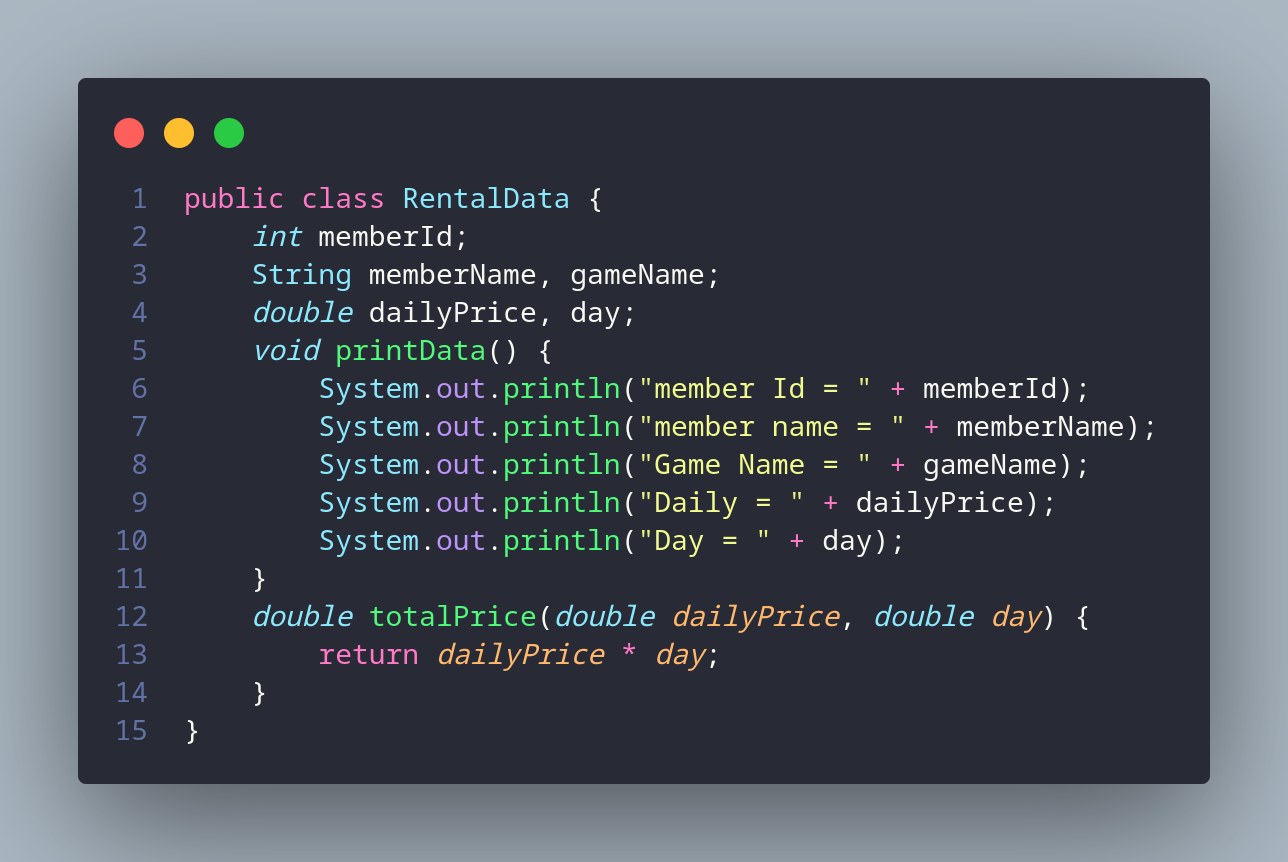 1 public class RentalData {
2     int memberId;
3     String memberName, gameName;
4     double dailyPrice, day;
5     void printData() {
6         System.out.println("member Id = " + memberId);
7         System.out.println("member name = " + memberName);
8         System.out.println("Game Name = " + gameName);
9         System.out.println("Daily = " + dailyPrice);
10         System.out.println("Day = " + day);
11     }
12     double totalPrice(double dailyPrice, double day) {
13         return dailyPrice * day;
14     }
15 }